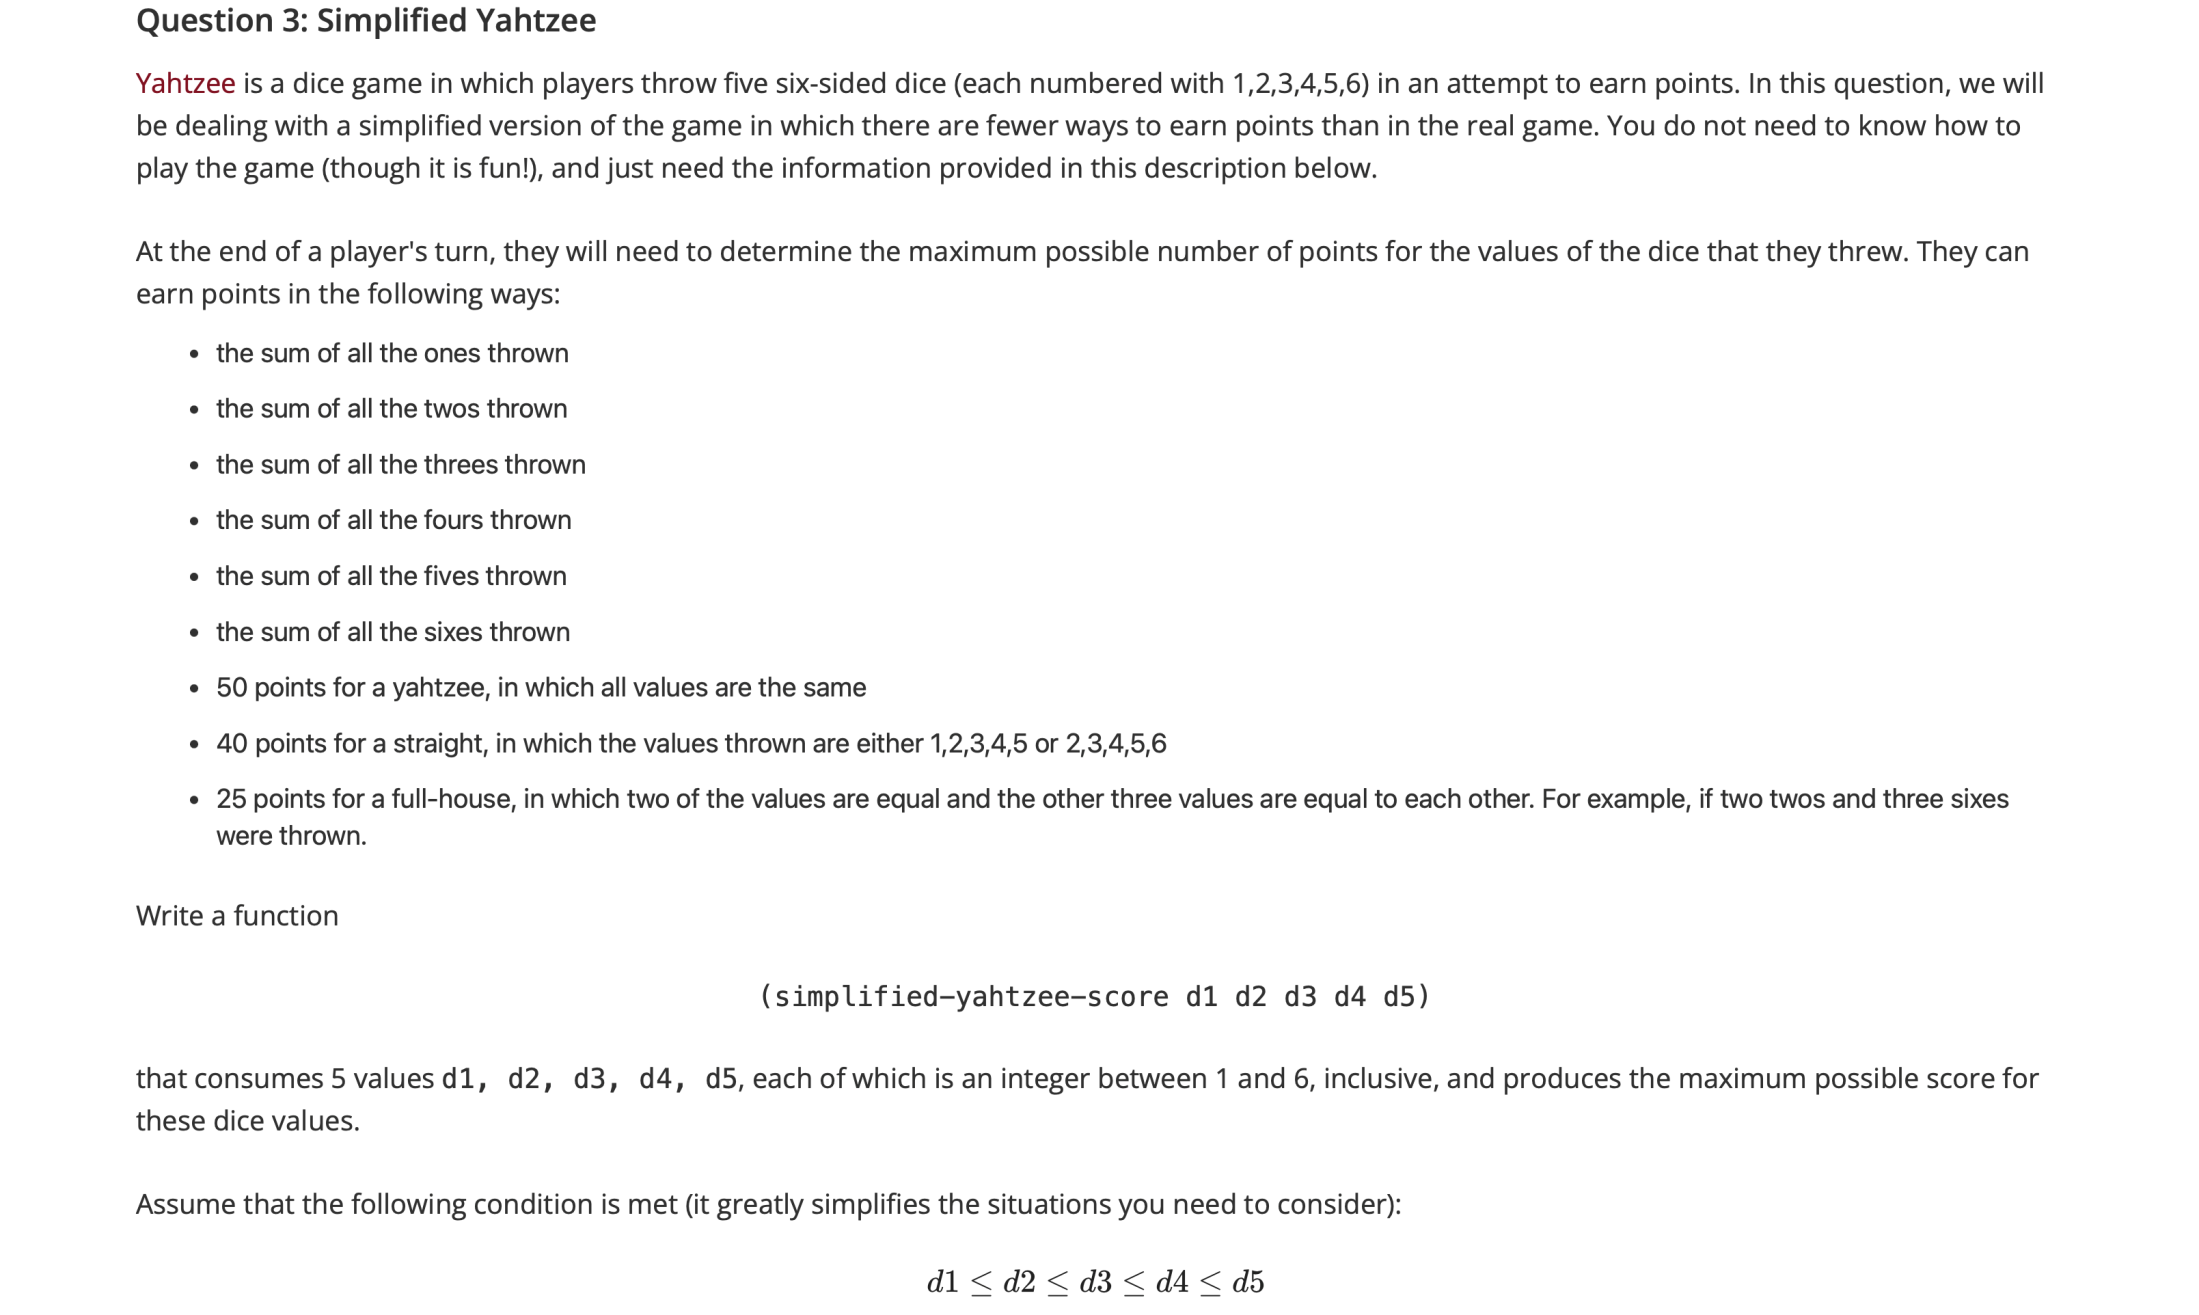 Question 3: Simplified Yahtzee
Yahtzee is a dice game in which players throw five six-sided dice (each numbered with 1,2,3,4,5,6) in an attempt to earn points. In this question, we will
be dealing with a simplified version of the game in which there are fewer ways to earn points than in the real game. You do not need to know how to
play the game (though it is fun!), and just need the information provided in this description below.
At the end of a player's turn, they will need to determine the maximum possible number of points for the values of the dice that they threw. They can
earn points in the following ways:
• the sum of all the ones thrown
• the sum of all the twos thrown
• the sum of all the threes thrown
• the sum of all the fours thrown
• the sum of all the fives thrown
• the sum of all the sixes thrown
• 50 points for a yahtzee, in which all values are the same
• 40 points for a straight, in which the values thrown are either 1,2,3,4,5 or 2,3,4,5,6
• 25 points for a full-house, in which two of the values are equal and the other three values are equal to each other. For example, if two twos and three sixes
were thrown.
Write a function
(simplified-yahtzee-score d1 d2 d3 d4 d5)
that consumes 5 values d1, d2, d3, d4, d5, each of which is an integer between 1 and 6, inclusive, and produces the maximum possible score for
these dice values.
Assume that the following condition is met (it greatly simplifies the situations you need to consider):
d1 ≤ d2 ≤ d3 ≤ d4 ≤ d5